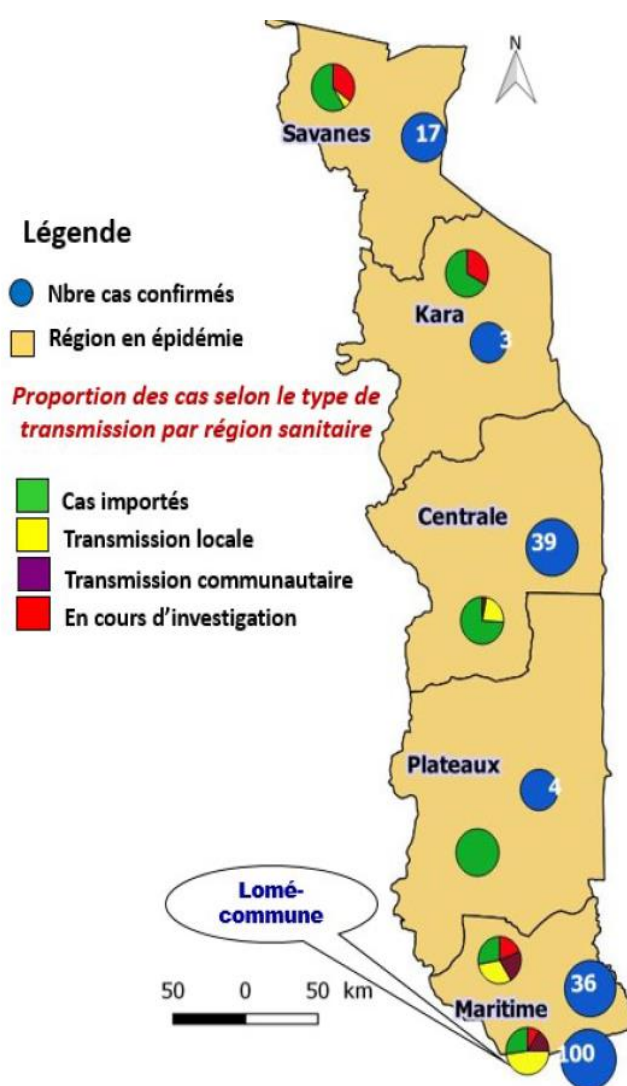 N
Savanes
17
Légende
Nbre cas confirmés
Kara
3
Région en épidémie
Proportion des cas selon le type de
transmission par région sanitaire
Cas importés
Centrale
39
Transmission locale
Transmission communautaire
En cours d'investigation
Plateaux
4
Lomé-
commune
50 0 50 km
36
Maritime
100